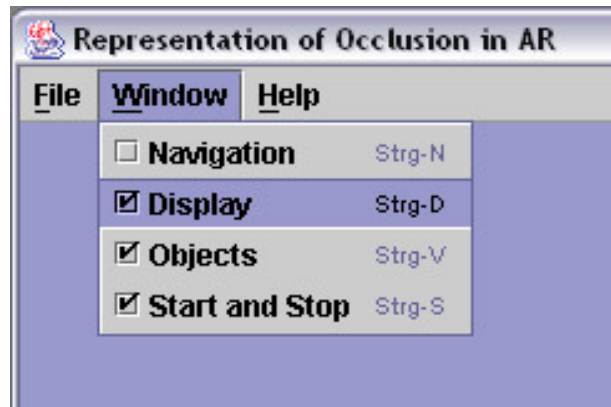 Representation of Occlusion in AR
File Window Help
Navigation Strg-N
Display Strg-D
Objects Strg-V
Start and Stop Strg-S